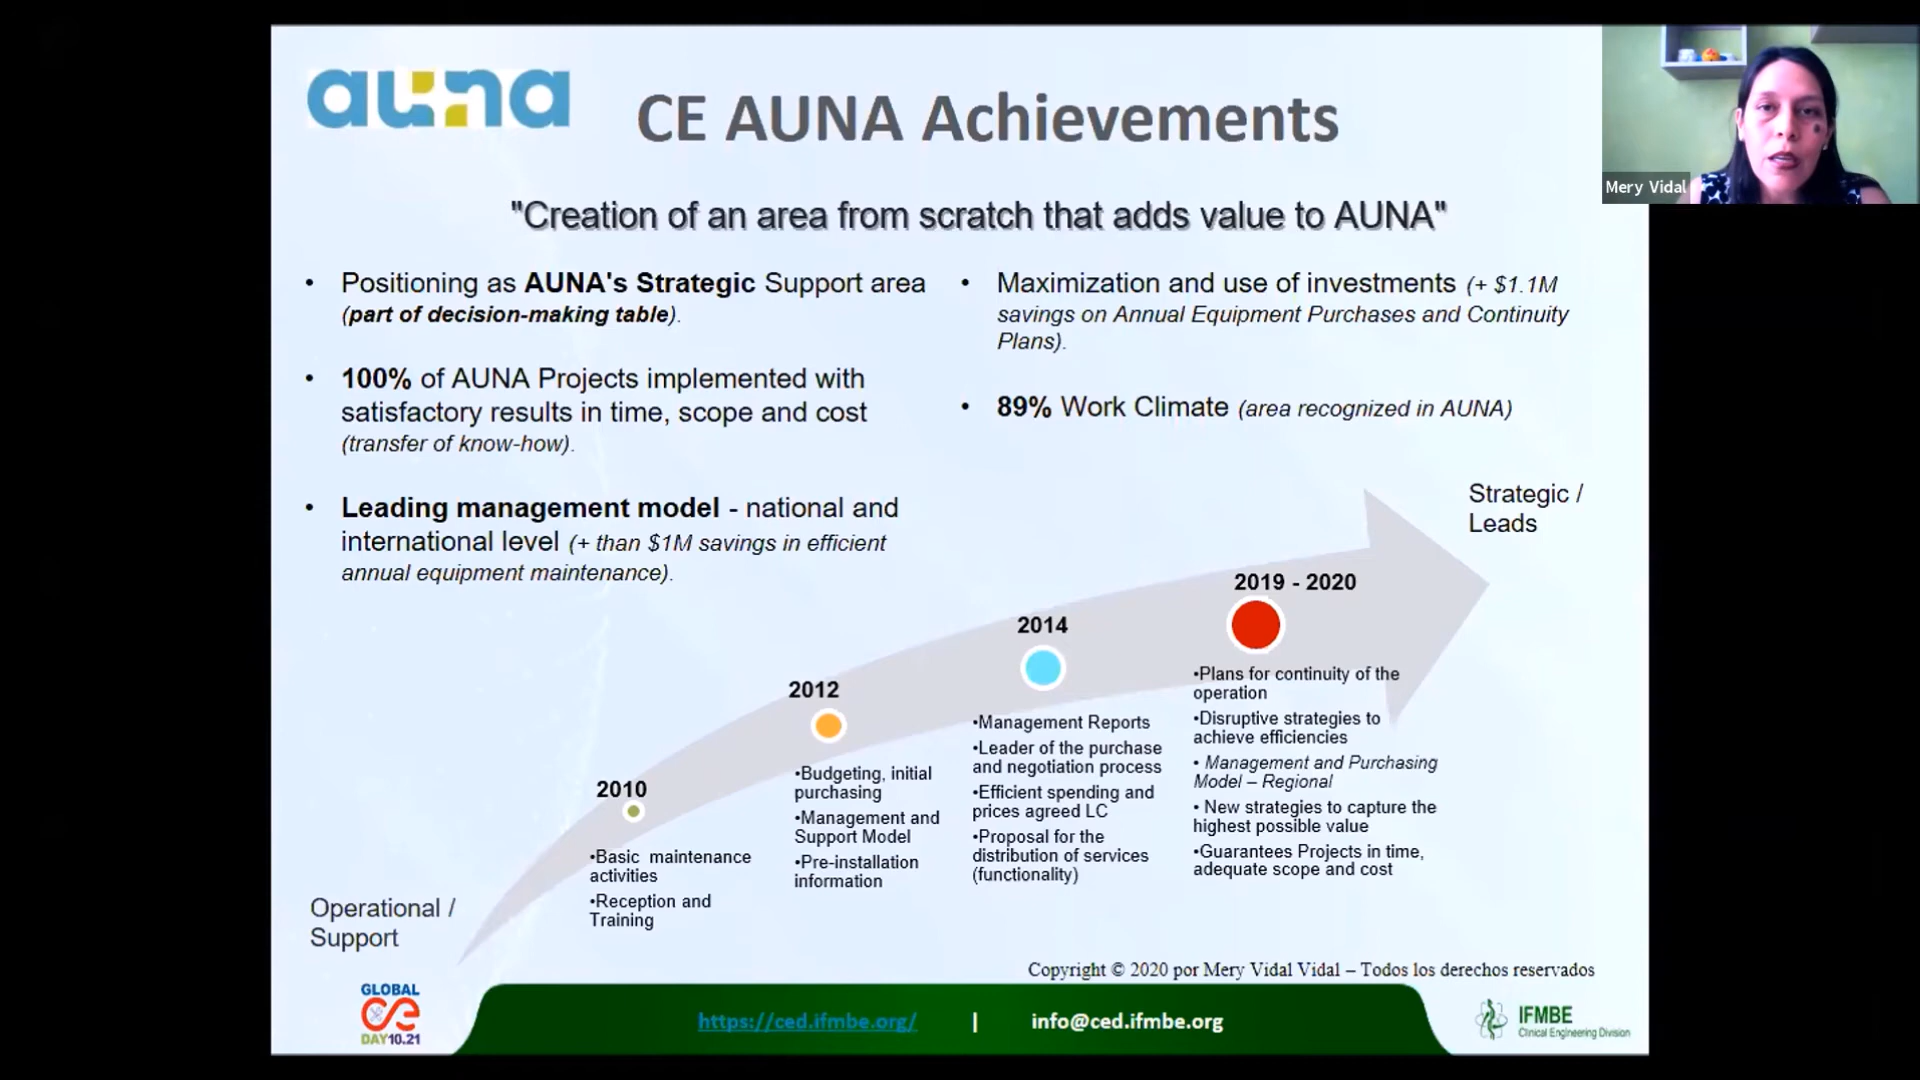 auna
CE AUNA Achievements
Mery Vidal
"Creation of an area from scratch that adds value to AUNA"
• Positioning as AUNA's Strategic Support area
(part of decision-making table).
• 100% of AUNA Projects implemented with
satisfactory results in time, scope and cost
(transfer of know-how).
• Leading management model - national and
international level (+ than $1M savings in efficient
annual equipment maintenance).
• Maximization and use of investments (+ $1.1M
savings on Annual Equipment Purchases and Continuity
Plans).
• 89% Work Climate (area recognized in AUNA)
Strategic /
Leads
Operational /
Support
2010
•Basic maintenance
activities
•Reception and
Training
2012
•Budgeting, initial
purchasing
•Management and
Support Model
•Pre-installation
information
2014
•Management Reports
•Leader of the purchase
and negotiation process
•Efficient spending and
prices agreed LC
•Proposal for the
distribution of services
(functionality)
2019 - 2020
•Plans for continuity of the
operation
•Disruptive strategies to
achieve efficiencies
• Management and Purchasing
Model – Regional
• New strategies to capture the
highest possible value
•Guarantees Projects in time,
adequate scope and cost
Copyright © 2020 por Mery Vidal Vidal – Todos los derechos reservados
GLOBAL
ce
DAY10.21
https://ced.ifmbe.org/ | info@ced.ifmbe.org
IFMBE
Clinical Engineering Division